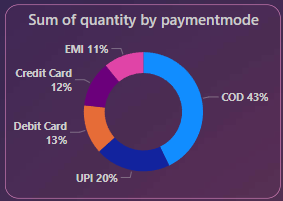 Sum of quantity by paymentmode
EMI 11%
Credit Card
12%
COD 43%
Debit Card
13%
UPI 20%